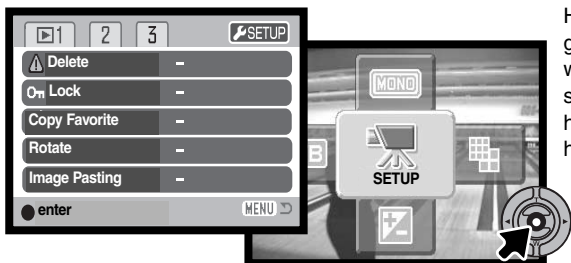 1 2 3 SETUP
Delete –
Lock –
Copy Favorite –
Rotate –
Image Pasting –
enter MENU
MONO
B
SETUP
H
g
w
s
h
h